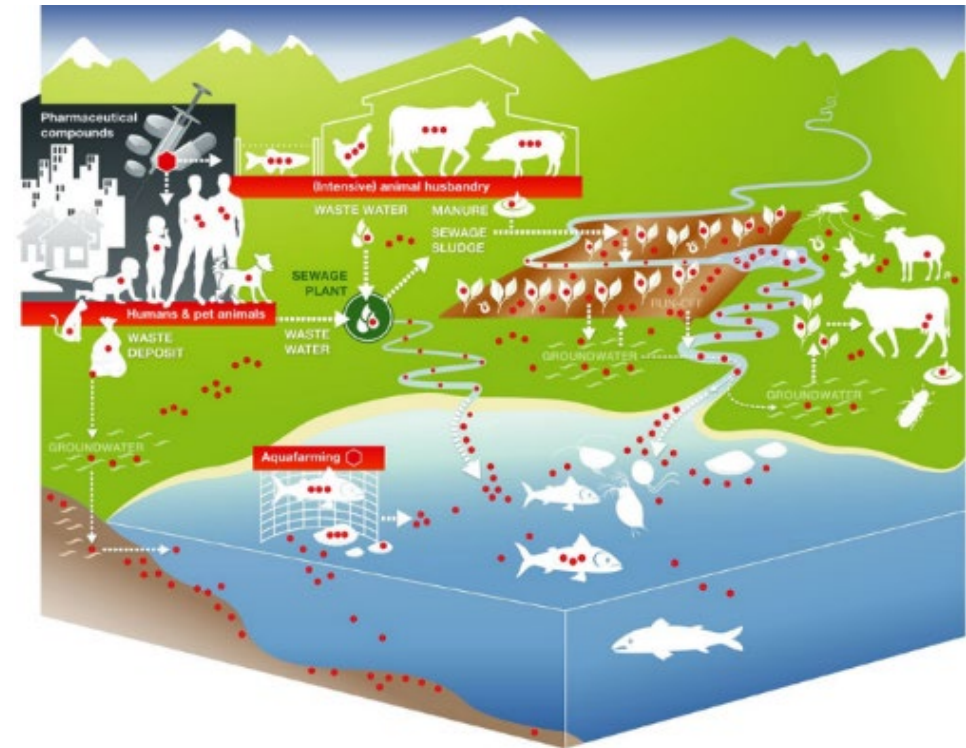 Pharmaceutical
compounds
(Intensive) animal husbandry
WASTE WATER
MANURE
SEWAGE
SLUDGE
SEWAGE
PLANT
RUN-OFF
Humans & pet animals
WASTE
DEPOSIT
WASTE
WATER
GROUNDWATER
GROUNDWATER
GROUNDWATER
Aquafarming